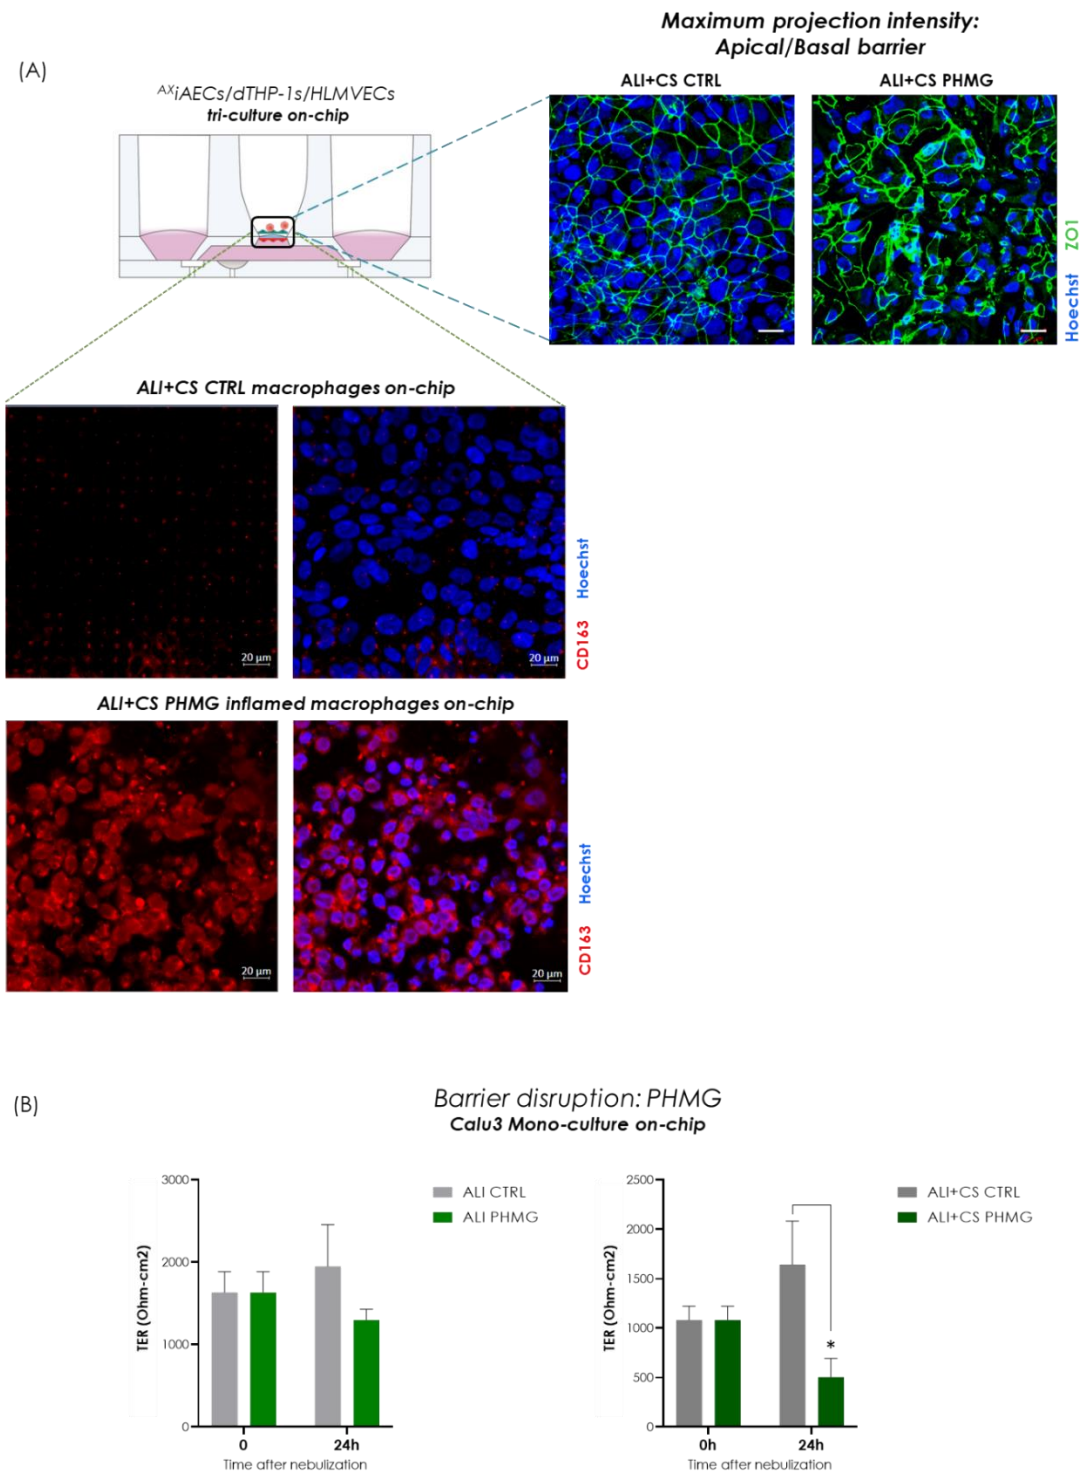 Maximum projection intensity:
Apical/Basal barrier
(A)
AXiAECs/dTHP-1s/HLMVECs
tri-culture on-chip
ALI+CS CTRL
ALI+CS PHMG
Hoechst ZO1
ALI+CS CTRL macrophages on-chip
20 µm
20 µm
CD163 Hoechst
ALI+CS PHMG inflamed macrophages on-chip
20 µm
20 µm
CD163 Hoechst
(B)
Barrier disruption: PHMG
Calu3 Mono-culture on-chip
TER (Ohm-cm2)
3000
2000
1000
0
0
24h
Time after nebulization
ALI CTRL
ALI PHMG
TER (Ohm-cm2)
2500
2000
1500
1000
500
0
*
0h
24h
Time after nebulization
ALI+CS CTRL
ALI+CS PHMG